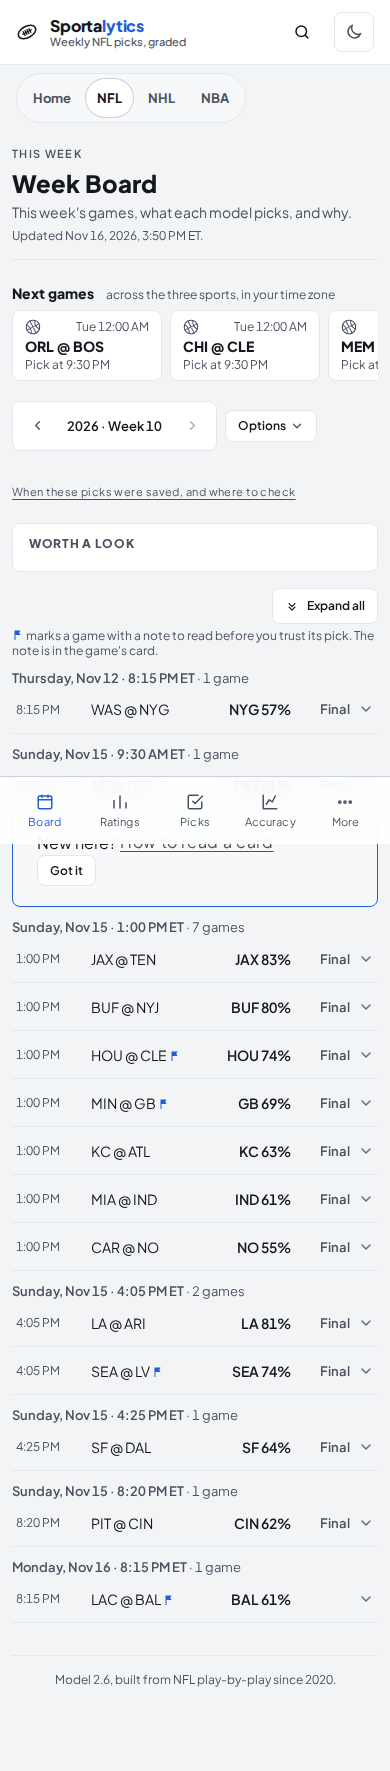 Sportalytics
Weekly NFL picks, graded
Home NFL NHL NBA
THIS WEEK
Week Board
This week's games, what each model picks, and why.
Updated Nov 16, 2026, 3:50 PM ET.
Next games across the three sports, in your time zone
Tue 12:00 AM
ORL @ BOS
Pick at 9:30 PM
Tue 12:00 AM
CHI @ CLE
Pick at 9:30 PM
MEM
Pick at
2026 · Week 10
Options
When these picks were saved, and where to check
WORTH A LOOK
Expand all
marks a game with a note to read before you trust its pick. The
note is in the game's card.
Thursday, Nov 12 · 8:15 PM ET · 1 game
8:15 PM WAS @ NYG NYG 57% Final
Sunday, Nov 15 · 9:30 AM ET · 1 game
Board Ratings Picks Accuracy More
New here? How to read a card
Got it
Sunday, Nov 15 · 1:00 PM ET · 7 games
1:00 PM JAX @ TEN JAX 83% Final
1:00 PM BUF @ NYJ BUF 80% Final
1:00 PM HOU @ CLE HOU 74% Final
1:00 PM MIN @ GB GB 69% Final
1:00 PM KC @ ATL KC 63% Final
1:00 PM MIA @ IND IND 61% Final
1:00 PM CAR @ NO NO 55% Final
Sunday, Nov 15 · 4:05 PM ET · 2 games
4:05 PM LA @ ARI LA 81% Final
4:05 PM SEA @ LV SEA 74% Final
Sunday, Nov 15 · 4:25 PM ET · 1 game
4:25 PM SF @ DAL SF 64% Final
Sunday, Nov 15 · 8:20 PM ET · 1 game
8:20 PM PIT @ CIN CIN 62% Final
Monday, Nov 16 · 8:15 PM ET · 1 game
8:15 PM LAC @ BAL BAL 61%
Model 2.6, built from NFL play-by-play since 2020.